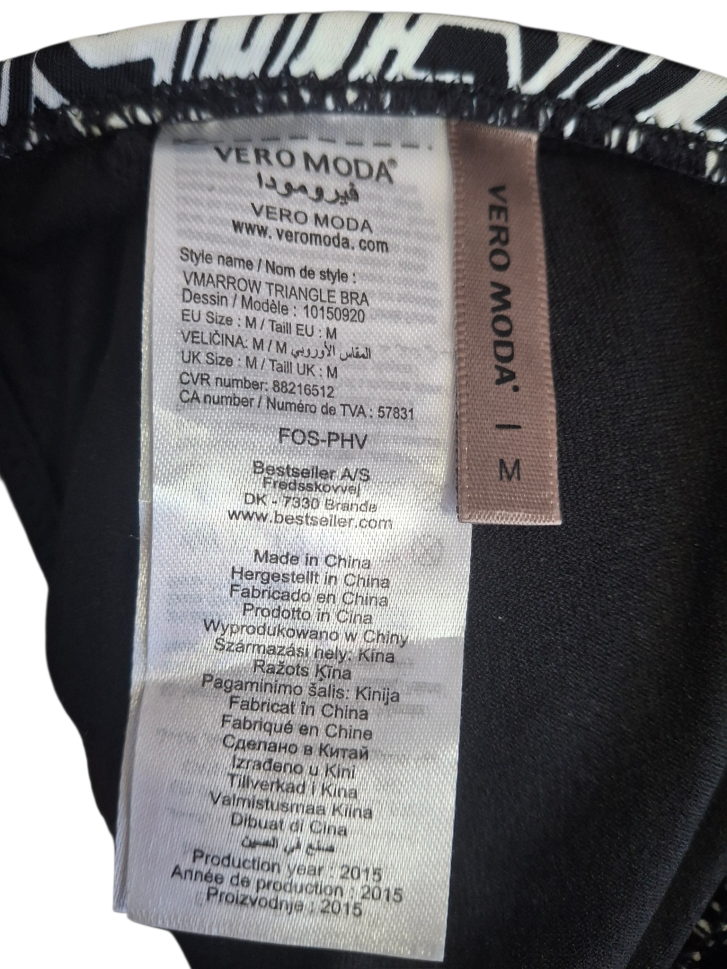 VERO MODA®
فيرومودا
VERO MODA
www.veromoda.com
Style name / Nom de style :
VMARROW TRIANGLE BRA
Dessin / Modèle : 10150920
EU Size : M / Taill EU : M
VELIČINA: M / M المقاس الأوروبي
UK Size : M / Taill UK : M
CVR number: 88216512
CA number / Numéro de TVA : 57831
FOS-PHV
Bestseller A/S
Fredsskovvej
DK - 7330 Brande
www.bestseller.com
Made in China
Hergestellt in China
Fabricado en China
Prodotto in Cina
Wyprodukowano w Chiny
Származási hely: Kína
Ražots Ķīna
Pagaminimo šalis: Kinija
Fabricat în China
Fabriqué en Chine
Сделано в Китай
Izrađeno u Kini
Tillverkad i Kina
Valmistusmaa Kiina
Dibuat di Cina
صنع في الصين
Production year : 2015
Année de production : 2015
Proizvodnje : 2015
VERO MODA® | M